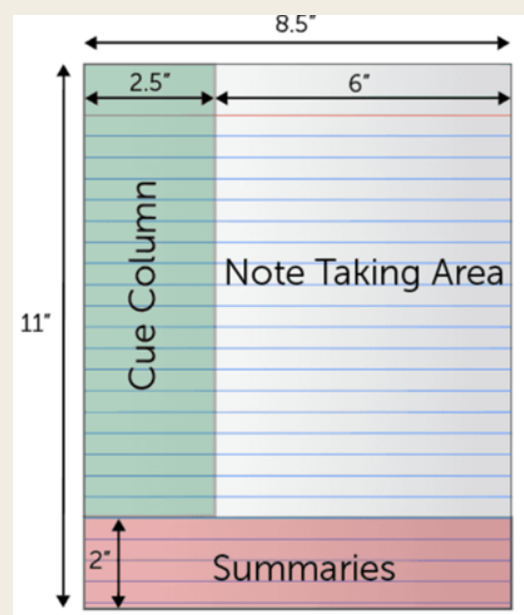 8.5"
2.5" 6"
Cue Column
Note Taking Area
11"
2"
Summaries